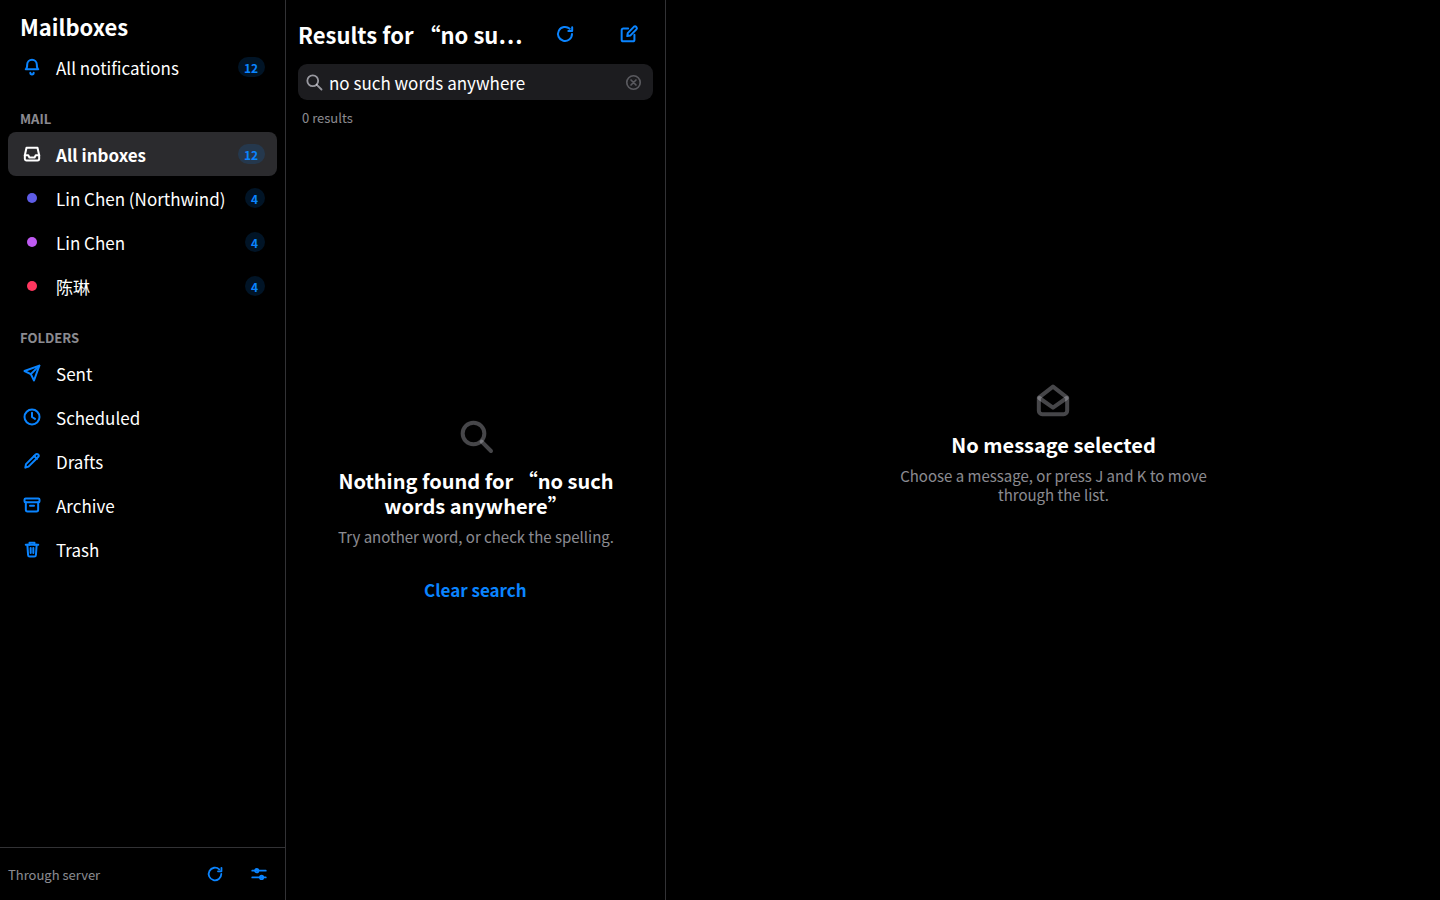 Mailboxes
All notifications 12
MAIL
All inboxes 12
Lin Chen (Northwind) 4
Lin Chen 4
陈琳 4
FOLDERS
Sent
Scheduled
Drafts
Archive
Trash
Through server
Results for “no su…
no such words anywhere
0 results
Nothing found for “no such
words anywhere”
Try another word, or check the spelling.
Clear search
No message selected
Choose a message, or press J and K to move
through the list.